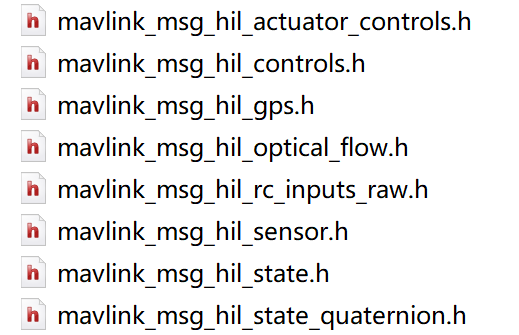 mavlink_msg_hil_actuator_controls.h
mavlink_msg_hil_controls.h
mavlink_msg_hil_gps.h
mavlink_msg_hil_optical_flow.h
mavlink_msg_hil_rc_inputs_raw.h
mavlink_msg_hil_sensor.h
mavlink_msg_hil_state.h
mavlink_msg_hil_state_quaternion.h